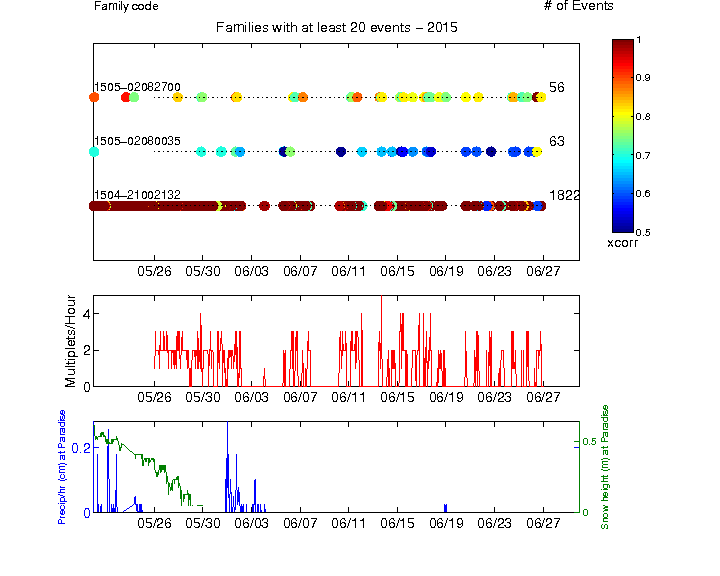 Family code
# of Events
Families with at least 20 events – 2015
1505–02082700
56
1505–02080035
63
1504–21002132
1822
05/26 05/30 06/03 06/07 06/11 06/15 06/19 06/23 06/27
1
0.9
0.8
0.7
0.6
0.5
xcorr
Multiplets/Hour
4
2
0
05/26 05/30 06/03 06/07 06/11 06/15 06/19 06/23 06/27
Precip/hr (cm) at Paradise
0.2
0
0.5
0
Snow height (m) at Paradise
05/26 05/30 06/03 06/07 06/11 06/15 06/19 06/23 06/27